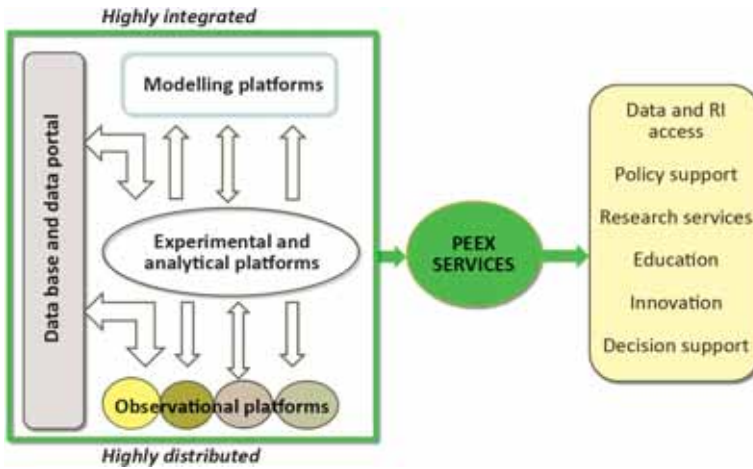 Highly integrated
Data base and data portal
Modelling platforms
Experimental and
analytical platforms
Observational platforms
Highly distributed
PEEX
SERVICES
Data and RI
access
Policy support
Research services
Education
Innovation
Decision support